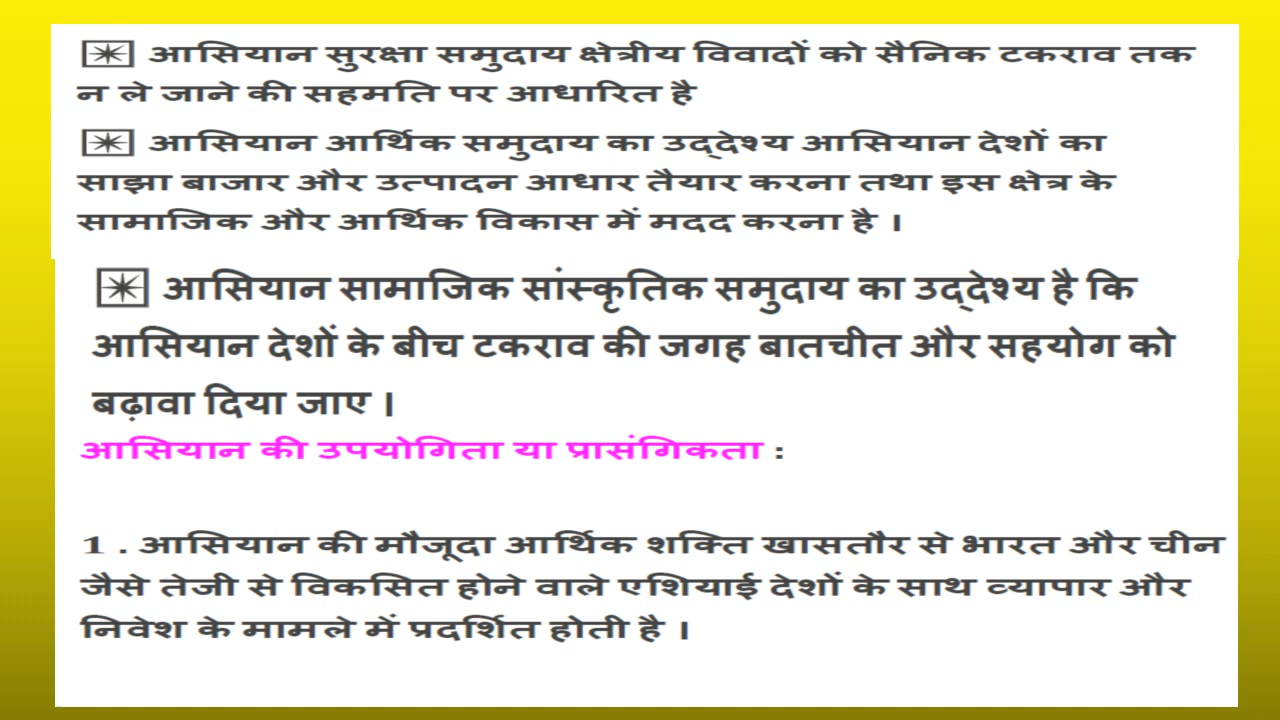 आसियान सुरक्षा समुदाय क्षेत्रीय विवादों को सैनिक टकराव तक
न ले जाने की सहमति पर आधारित है
आसियान आर्थिक समुदाय का उद्देश्य आसियान देशों का
साझा बाजार और उत्पादन आधार तैयार करना तथा इस क्षेत्र के
सामाजिक और आर्थिक विकास में मदद करना है ।
आसियान सामाजिक सांस्कृतिक समुदाय का उद्देश्य है कि
आसियान देशों के बीच टकराव की जगह बातचीत और सहयोग को
बढ़ावा दिया जाए ।
आसियान की उपयोगिता या प्रासंगिकता :
1 . आसियान की मौजूदा आर्थिक शक्ति खासतौर से भारत और चीन
जैसे तेजी से विकसित होने वाले एशियाई देशों के साथ व्यापार और
निवेश के मामले में प्रदर्शित होती है ।